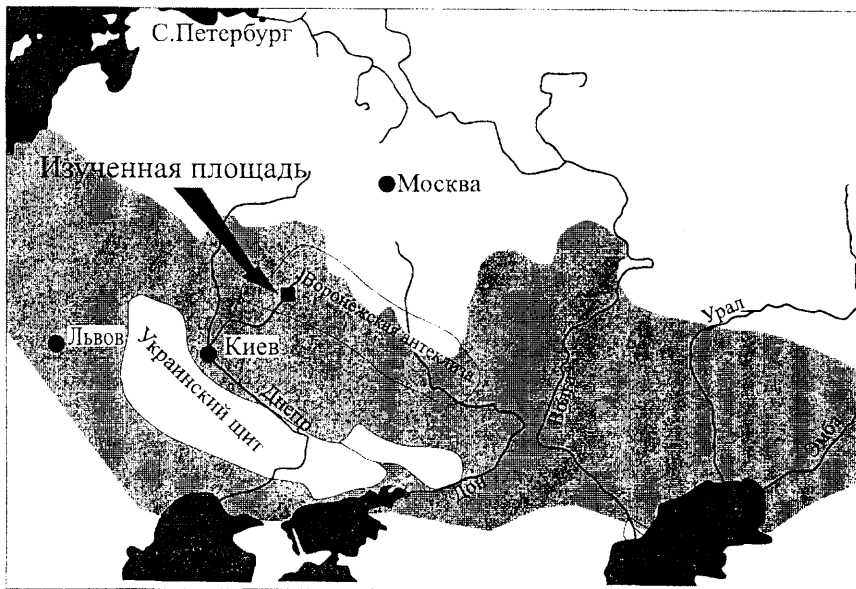 С.Петербург
Изученная площадь
Москва
Воронежская антеклиза
Урал
Львов
Киев
Украинский щит
Днепр
Волга
Эмба
Дон